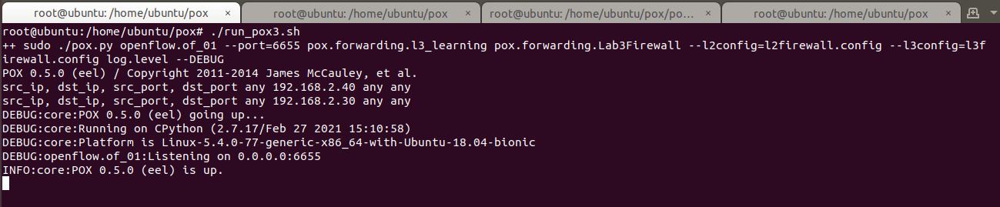 root@ubuntu: /home/ubuntu/pox × root@ubuntu: /home/ubuntu/pox × root@ubuntu: /home/ubuntu/pox/po... × root@ubuntu: /home/ubuntu/pox ×
root@ubuntu:/home/ubuntu/pox# ./run_pox3.sh
++ sudo ./pox.py openflow.of_01 --port=6655 pox.forwarding.l3_learning pox.forwarding.Lab3Firewall --l2config=l2firewall.config --l3config=l3f
irewall.config log.level --DEBUG
POX 0.5.0 (eel) / Copyright 2011-2014 James McCauley, et al.
src_ip, dst_ip, src_port, dst_port any 192.168.2.40 any any
src_ip, dst_ip, src_port, dst_port any 192.168.2.30 any any
DEBUG:core:POX 0.5.0 (eel) going up...
DEBUG:core:Running on CPython (2.7.17/Feb 27 2021 15:10:58)
DEBUG:core:Platform is Linux-5.4.0-77-generic-x86_64-with-Ubuntu-18.04-bionic
DEBUG:openflow.of_01:Listening on 0.0.0.0:6655
INFO:core:POX 0.5.0 (eel) is up.